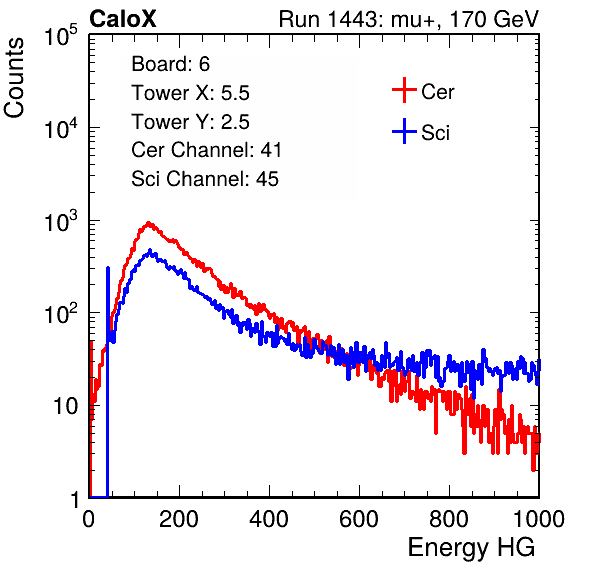 CaloX Run 1443: mu+, 170 GeV
Counts
10^5
10^4
10^3
10^2
10
1
Board: 6
Tower X: 5.5
Tower Y: 2.5
Cer Channel: 41
Sci Channel: 45
Cer
Sci
0 200 400 600 800 1000
Energy HG